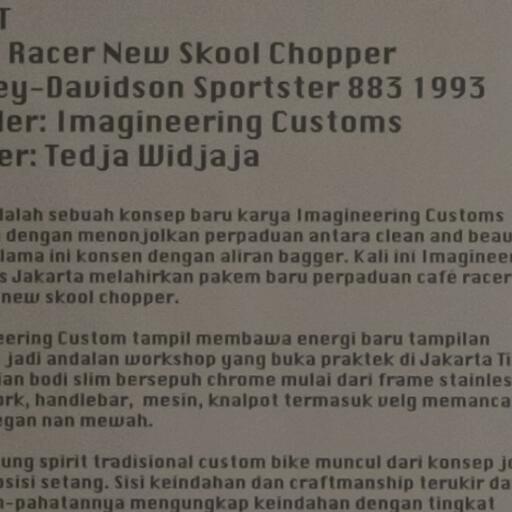 T
Racer New Skool Chopper
ey-Davidson Sportster 883 1993
ler: Imagineering Customs
er: Tedja Widjaja
dalah sebuah konsep baru karya Imagineering Customs
dengan menonjolkan perpaduan antara clean and beau
lama ini konsen dengan aliran bagger. Kali ini Imagineer
s Jakarta melahirkan pakem baru perpaduan café racer
new skool chopper.
eering Custom tampil membawa energi baru tampilan
jadi andalan workshop yang buka praktek di Jakarta Ti
ian bodi slim bersepuh chrome mulai dari frame stainles
ork, handlebar, mesin, knalpot termasuk velg memanca
egan nan mewah.
ung spirit tradisional custom bike muncul dari konsep jo
osisi setang. Sisi keindahan dan craftmanship terukir da
n-pahatannya mengungkap keindahan dengan tingkat